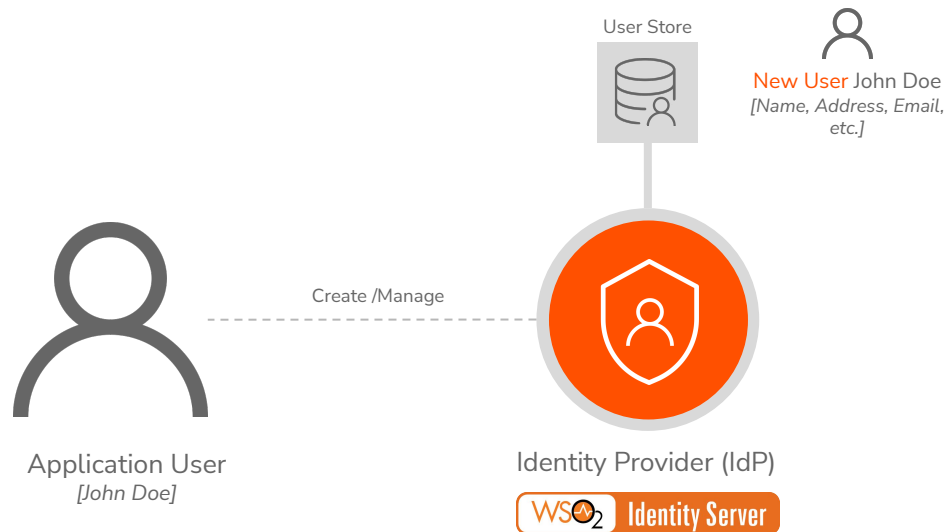 User Store
New User John Doe
[Name, Address, Email,
etc.]
Create /Manage
Application User
[John Doe]
Identity Provider (IdP)
WSO2 Identity Server